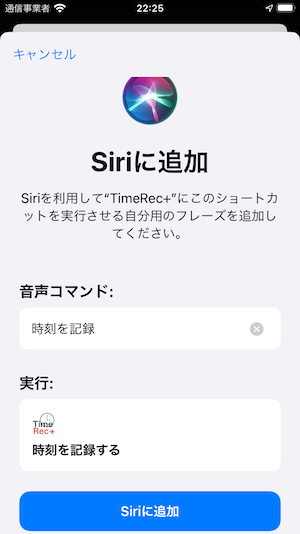 通信事業者 22:25
キャンセル
Siriに追加
Siriを利用して“TimeRec+”にこのショートカ
ットを実行させる自分用のフレーズを追加し
てください。
音声コマンド:
時刻を記録
実行:
Time
Rec+
時刻を記録する
Siriに追加